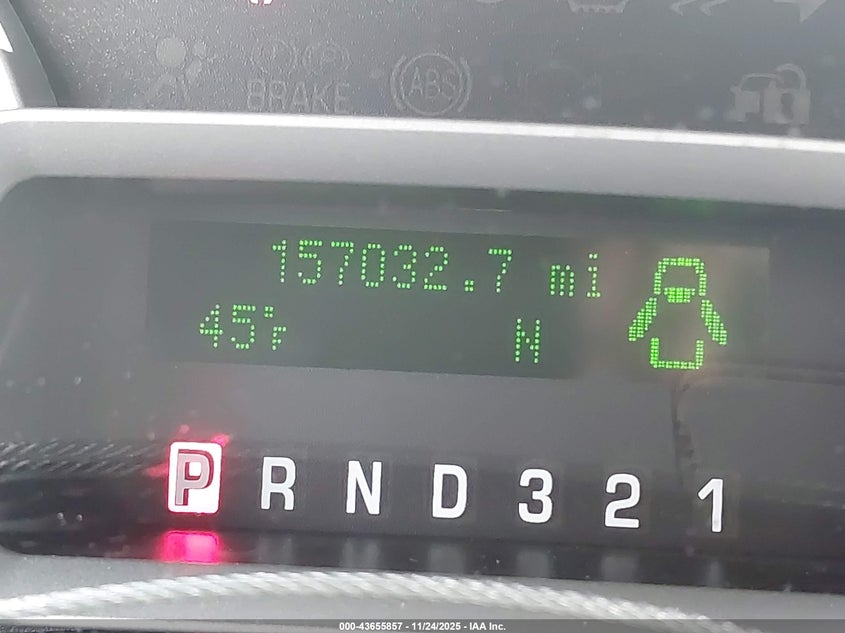 BRAKE
ABS
157032.7 mi
45°F N
P R N D 3 2 1
000-43655857 - 11/24/2025 - IAA Inc.